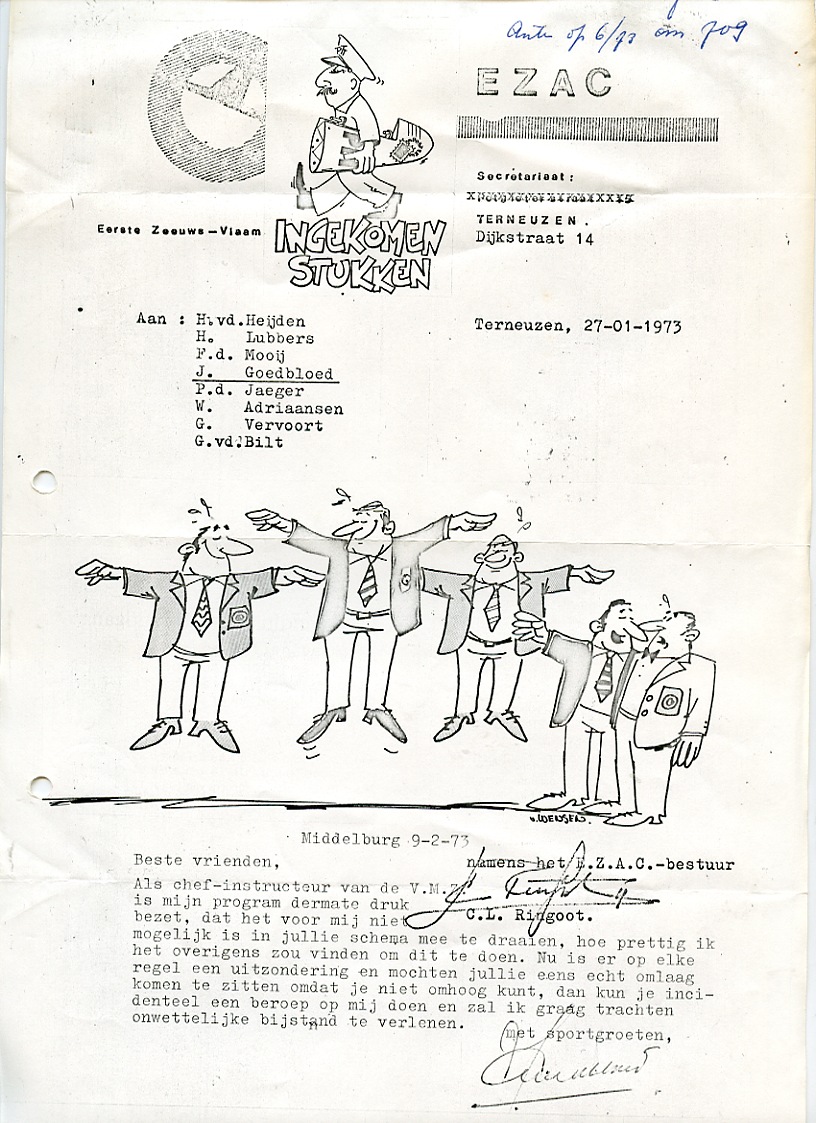 op 6/73 om 709
EZAC
Secretariaat:
TERNEUZEN.
Dijkstraat 14
Eerste Zeeuws-Vlaam
INGEKOMEN
STUKKEN
Aan : H.vd.Heijden
H. Lubbers
F.d. Mooij
J. Goedbloed
P.d. Jaeger
W. Adriaansen
G. Vervoort
G.vd.Bilt
Terneuzen, 27-01-1973
Middelburg 9-2-73
Beste vrienden,
namens het E.Z.A.C.-bestuur
C.L. Ringoot.
Als chef-instructeur van de V.M.Z.
is mijn program dermate druk
bezet, dat het voor mij niet
mogelijk is in jullie schema mee te draaien, hoe prettig ik
het overigens zou vinden om dit te doen. Nu is er op elke
regel een uitzondering en mochten jullie eens echt omlaag
komen te zitten omdat je niet omhoog kunt, dan kun je inci-
denteel een beroep op mij doen en zal ik graag trachten
onwettelijke bijstand te verlenen.
met sportgroeten,